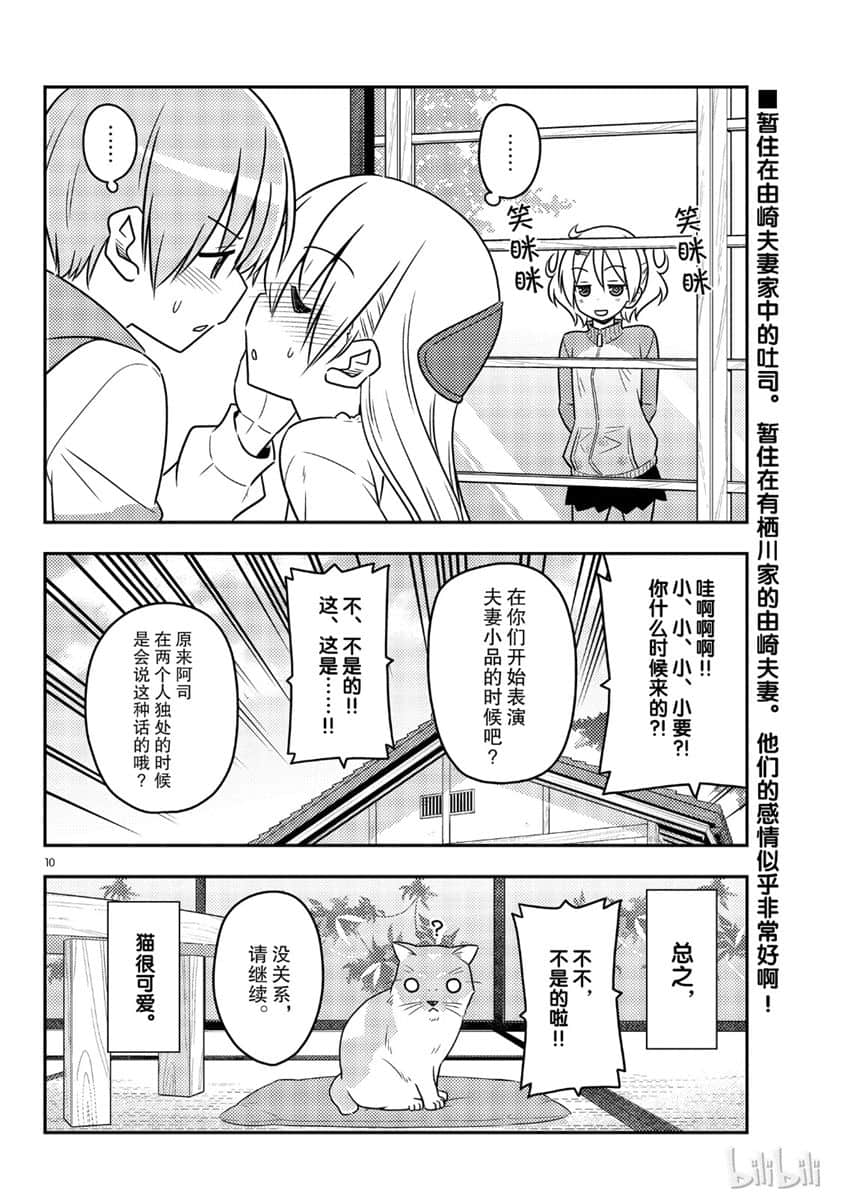 ■暂住在由崎夫妻家中的吐司。 暂住在有栖川家的由崎夫妻。 他们的感情似乎非常好啊！
笑眯眯
笑眯眯
……
……
哇啊啊啊!!
小、小、小、小要?!
你什么时候来的?!
在你们开始表演
夫妻小品的时候吧？
不、不是的!!
这、这是……!!
原来阿司
在两个人独处的时候
是会说这种话的哦？
10
总之，
不不，
不是的啦!!
?
没关系，
请继续。
猫很可爱。
bilibili